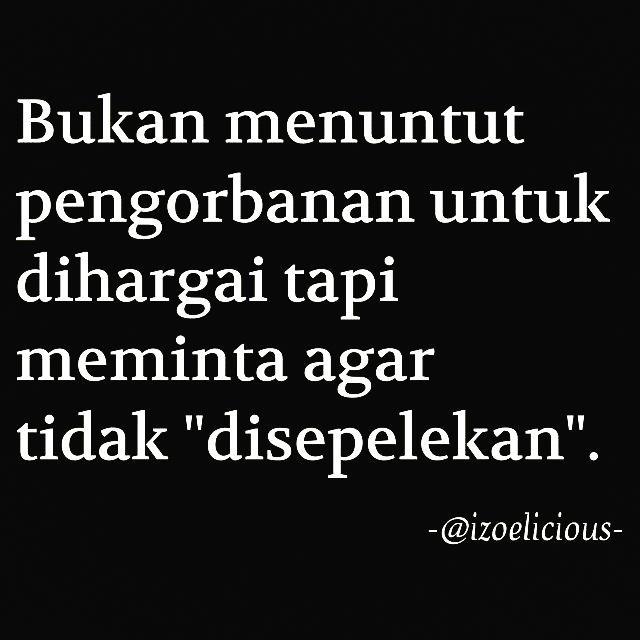 Bukan menuntut
pengorbanan untuk
dihargai tapi
meminta agar
tidak "disepelekan".
-@izoelicious-